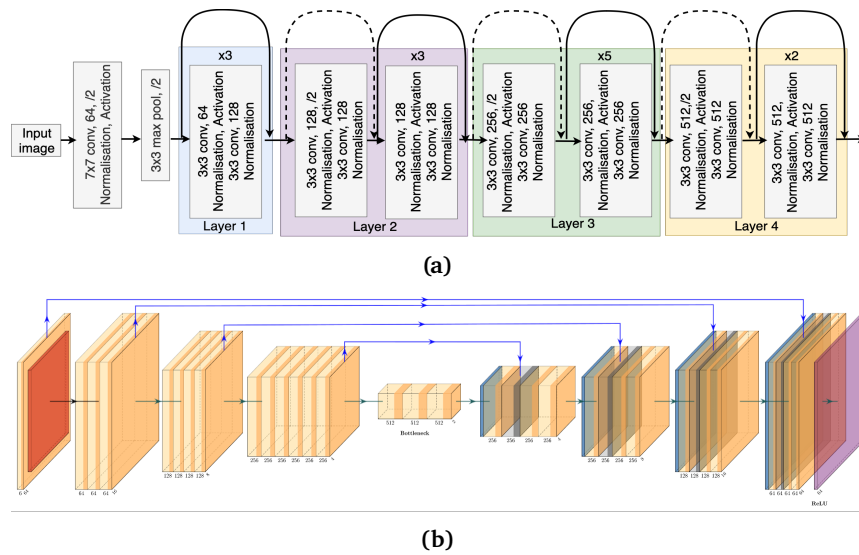 x3
x3
x5
x2
Input
image
7x7 conv, 64, /2
Normalisation, Activation
3x3 max pool, /2
3x3 conv, 64
Normalisation, Activation
3x3 conv, 128
Normalisation
3x3 conv, 128, /2
Normalisation, Activation
3x3 conv, 128
Normalisation
3x3 conv, 128
Normalisation, Activation
3x3 conv, 128
Normalisation
3x3 conv, 256, /2
Normalisation, Activation
3x3 conv, 256
Normalisation
3x3 conv, 256,
Normalisation, Activation
3x3 conv, 256
Normalisation
3x3 conv, 512,/2
Normalisation, Activation
3x3 conv, 512
Normalisation
3x3 conv, 512,
Normalisation, Activation
3x3 conv, 512
Normalisation
Layer 1
Layer 2
Layer 3
Layer 4
(a)
6 64
64 64 64
128 128 128 128
256 256 256 256 256 256
512 512 512
Bottleneck
256 256 256 256
256 256 256 256
128 128 128 128
64 64 64 64
64
ReLU
(b)